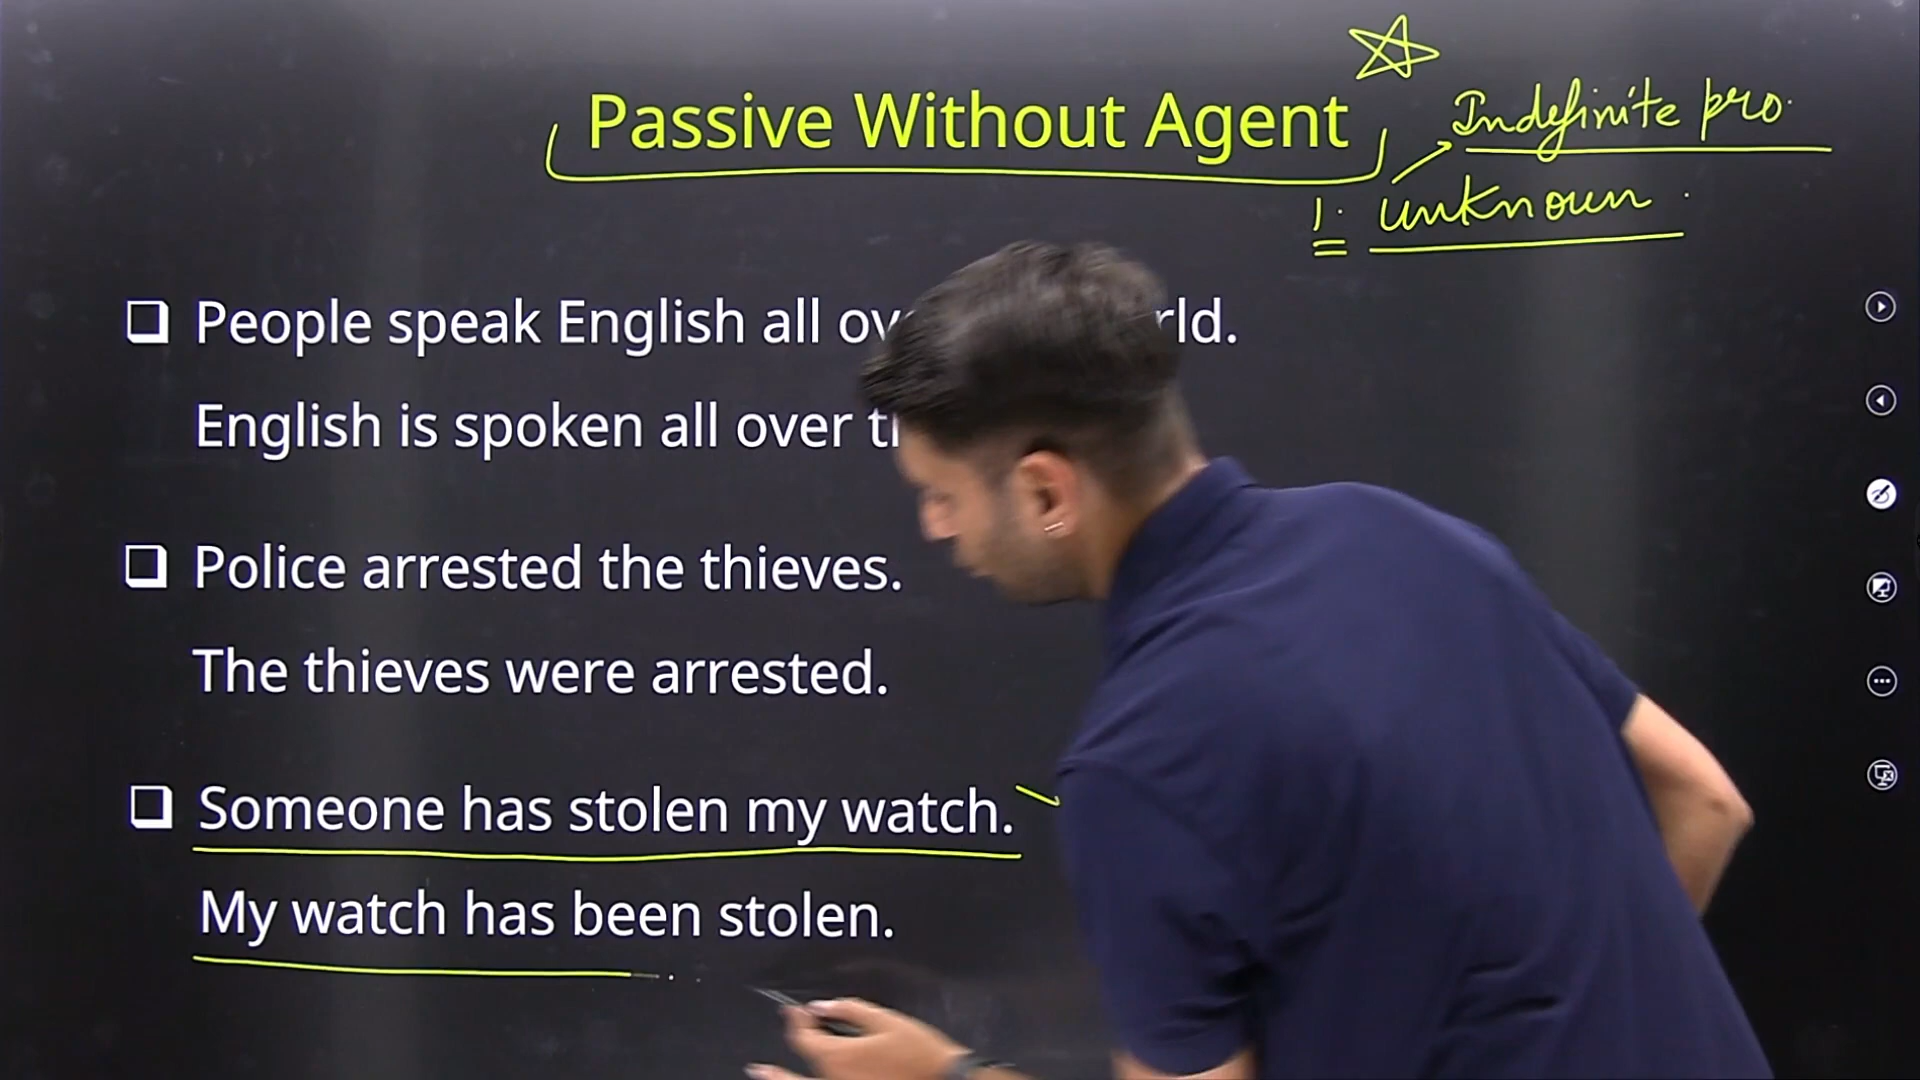 Passive Without Agent
Indefinite pro.
1. unknown
People speak English all rld.
English is spoken all over
Police arrested the thieves.
The thieves were arrested.
Someone has stolen my watch.
My watch has been stolen.